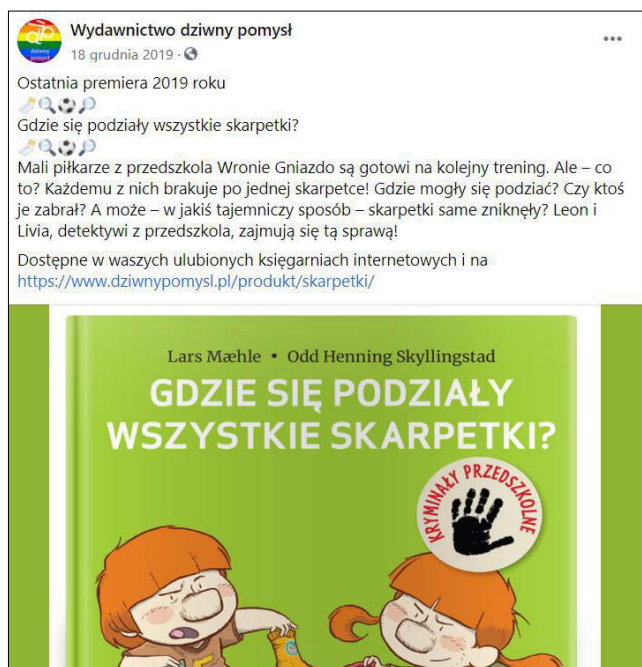 Wydawnictwo dziwny pomysł
18 grudnia 2019 ·
Ostatnia premiera 2019 roku
Gdzie się podziały wszystkie skarpetki?
Mali piłkarze z przedszkola Wronie Gniazdo są gotowi na kolejny trening. Ale – co
to? Każdemu z nich brakuje po jednej skarpetce! Gdzie mogły się podziać? Czy ktoś
je zabrał? A może – w jakiś tajemniczy sposób – skarpetki same zniknęły? Leon i
Livia, detektywi z przedszkola, zajmują się tą sprawą!
Dostępne w waszych ulubionych księgarniach internetowych i na
https://www.dziwnypomysl.pl/produkt/skarpetki/
Lars Mæhle • Odd Henning Skyllingstad
GDZIE SIĘ PODZIAŁY
WSZYSTKIE SKARPETKI?
KRYMINAŁY PRZEDSZKOLNE
dziwny
pomysł